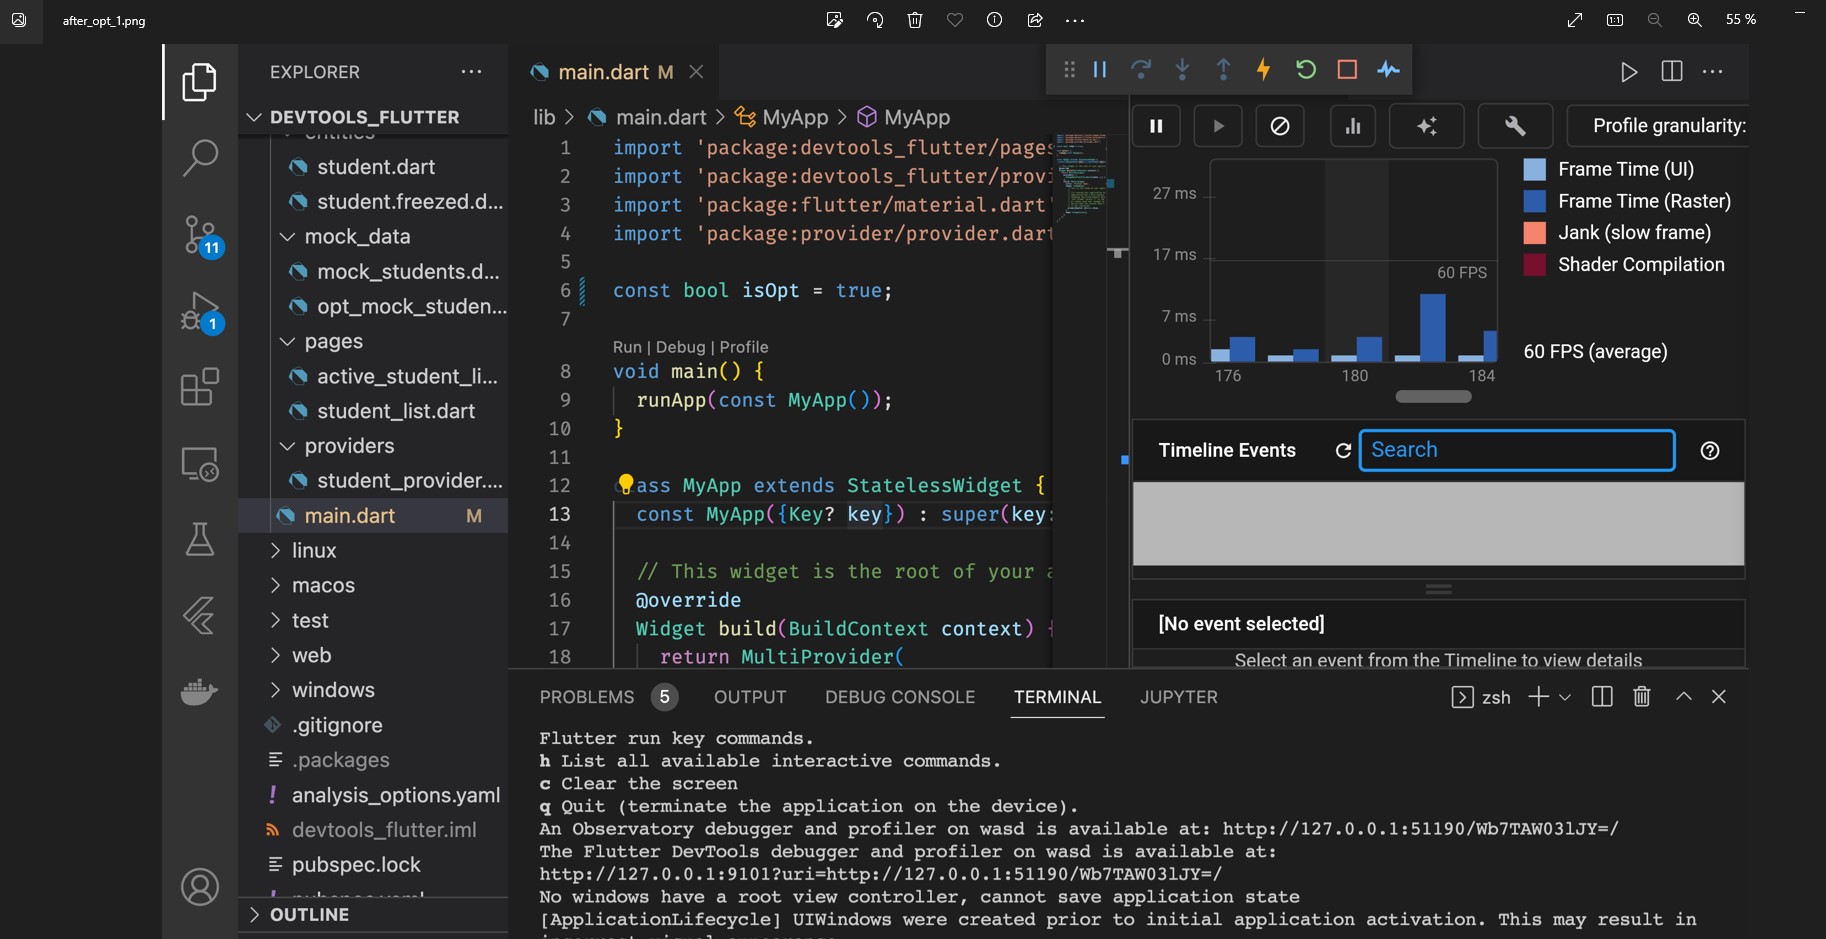 after_opt_1.png
55 %
EXPLORER
DEVTOOLS_FLUTTER
entities
student.dart
student.freezed.d...
mock_data
mock_students.d...
opt_mock_studen...
pages
active_student_li...
student_list.dart
providers
student_provider....
main.dart M
linux
macos
test
web
windows
.gitignore
.packages
analysis_options.yaml
devtools_flutter.iml
pubspec.lock
pubspec.yaml
OUTLINE
11
1
main.dart M
lib > main.dart > MyApp > MyApp
1 import 'package:devtools_flutter/pages
2 import 'package:devtools_flutter/provi
3 import 'package:flutter/material.dart'
4 import 'package:provider/provider.dart
5
6 const bool isOpt = true;
7
Run | Debug | Profile
8 void main() {
9 runApp(const MyApp());
10 }
11
12 ass MyApp extends StatelessWidget {
13 const MyApp({Key? key}) : super(key:
14
15 // This widget is the root of your a
16 @override
17 Widget build(BuildContext context) {
18 return MultiProvider(
Profile granularity:
27 ms
17 ms
7 ms
0 ms
60 FPS
176 180 184
Frame Time (UI)
Frame Time (Raster)
Jank (slow frame)
Shader Compilation
60 FPS (average)
Timeline Events
Search
[No event selected]
Select an event from the Timeline to view details
PROBLEMS 5 OUTPUT DEBUG CONSOLE TERMINAL JUPYTER
zsh
Flutter run key commands.
h List all available interactive commands.
c Clear the screen
q Quit (terminate the application on the device).
An Observatory debugger and profiler on wasd is available at: http://127.0.0.1:51190/Wb7TAW03lJY=/
The Flutter DevTools debugger and profiler on wasd is available at:
http://127.0.0.1:9101?uri=http://127.0.0.1:51190/Wb7TAW03lJY=/
No windows have a root view controller, cannot save application state
[ApplicationLifecycle] UIWindows were created prior to initial application activation. This may result in